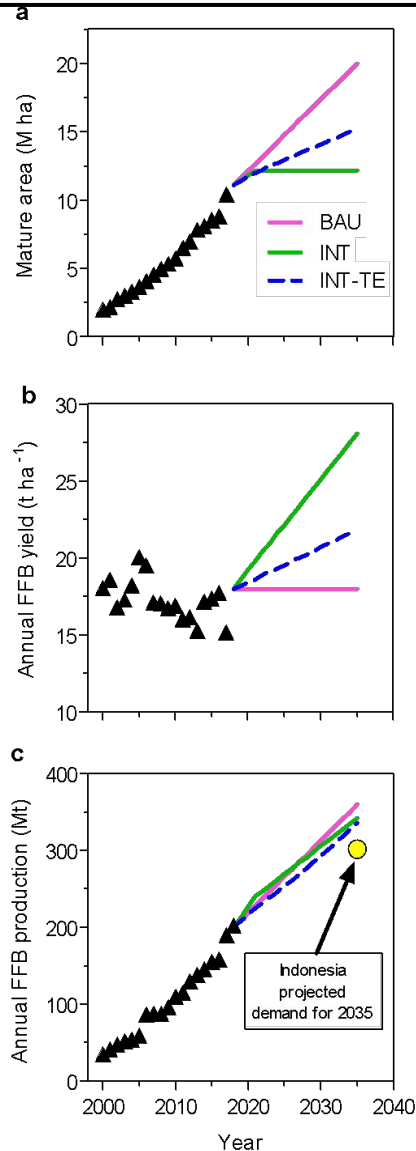 a
Mature area (M ha)
20
15
10
5
0
BAU
INT
INT-TE
b
Annual FFB yield (t ha⁻¹)
30
25
20
15
10
c
Annual FFB production (Mt)
400
300
200
100
0
Indonesia
projected
demand for 2035
2000 2010 2020 2030 2040
Year